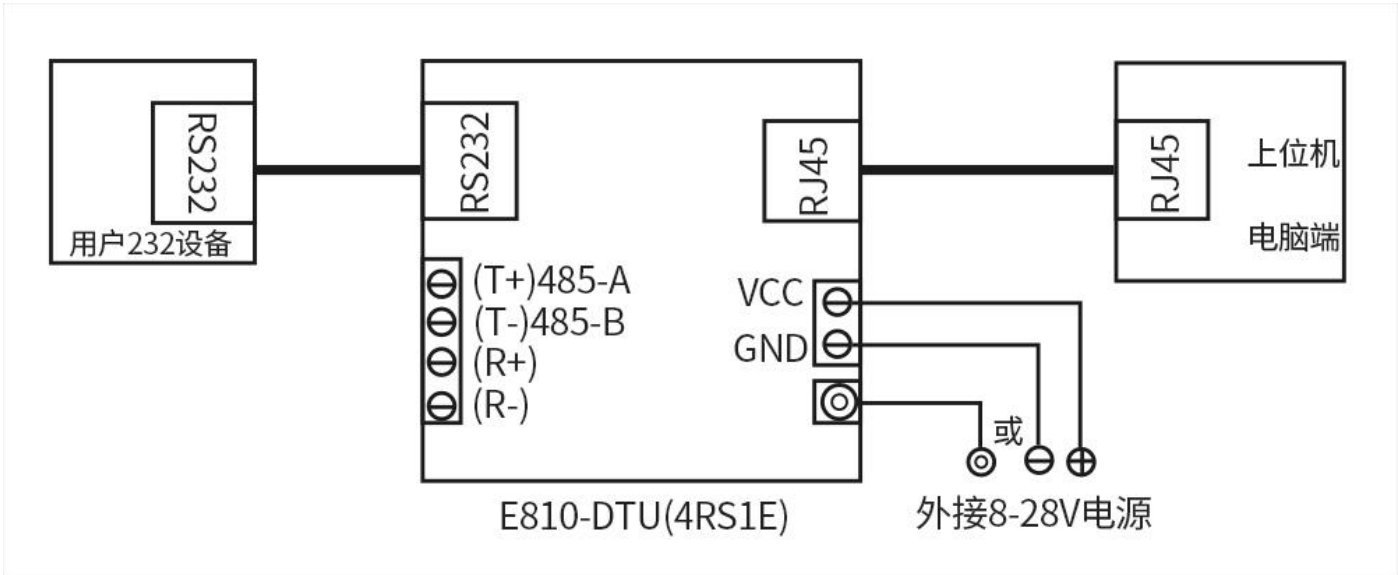 RS232
用户232设备
RS232
(T+)485-A
(T-)485-B
(R+)
(R-)
RJ45
VCC
GND
RJ45
上位机
电脑端
或
外接8-28V电源
E810-DTU(4RS1E)